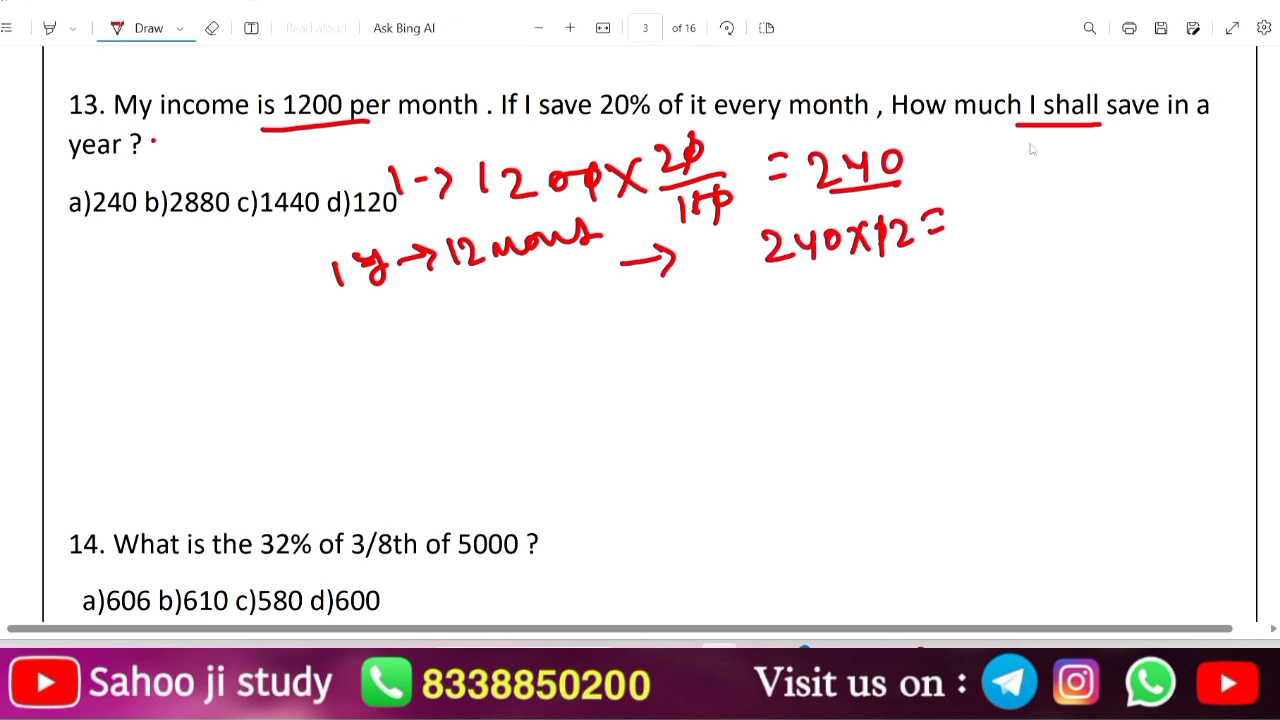 Draw Read aloud Ask Bing AI 3 of 16
13. My income is 1200 per month . If I save 20% of it every month , How much I shall save in a
year ?
1 → 1200 x 20/100 = 240
a)240 b)2880 c)1440 d)120
1 y → 12 mont → 240x12 =
14. What is the 32% of 3/8th of 5000 ?
a)606 b)610 c)580 d)600
Sahoo ji study 8338850200 Visit us on :